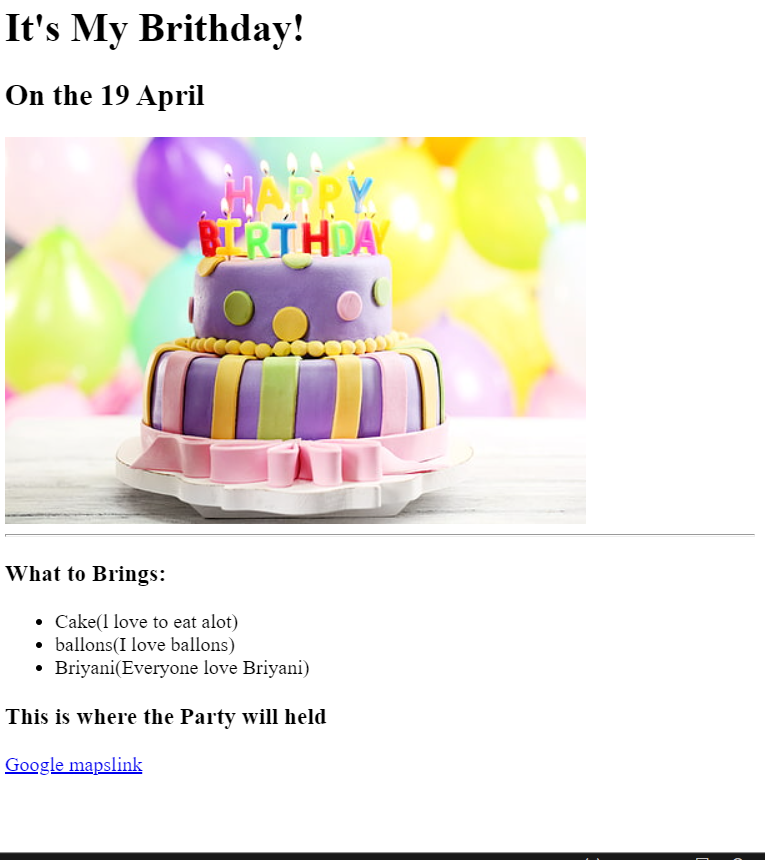 It's My Brithday!
On the 19 April
HAPPY
BIRTHDAY
What to Brings:
Cake(l love to eat alot)
ballons(I love ballons)
Briyani(Everyone love Briyani)
This is where the Party will held
Google mapslink